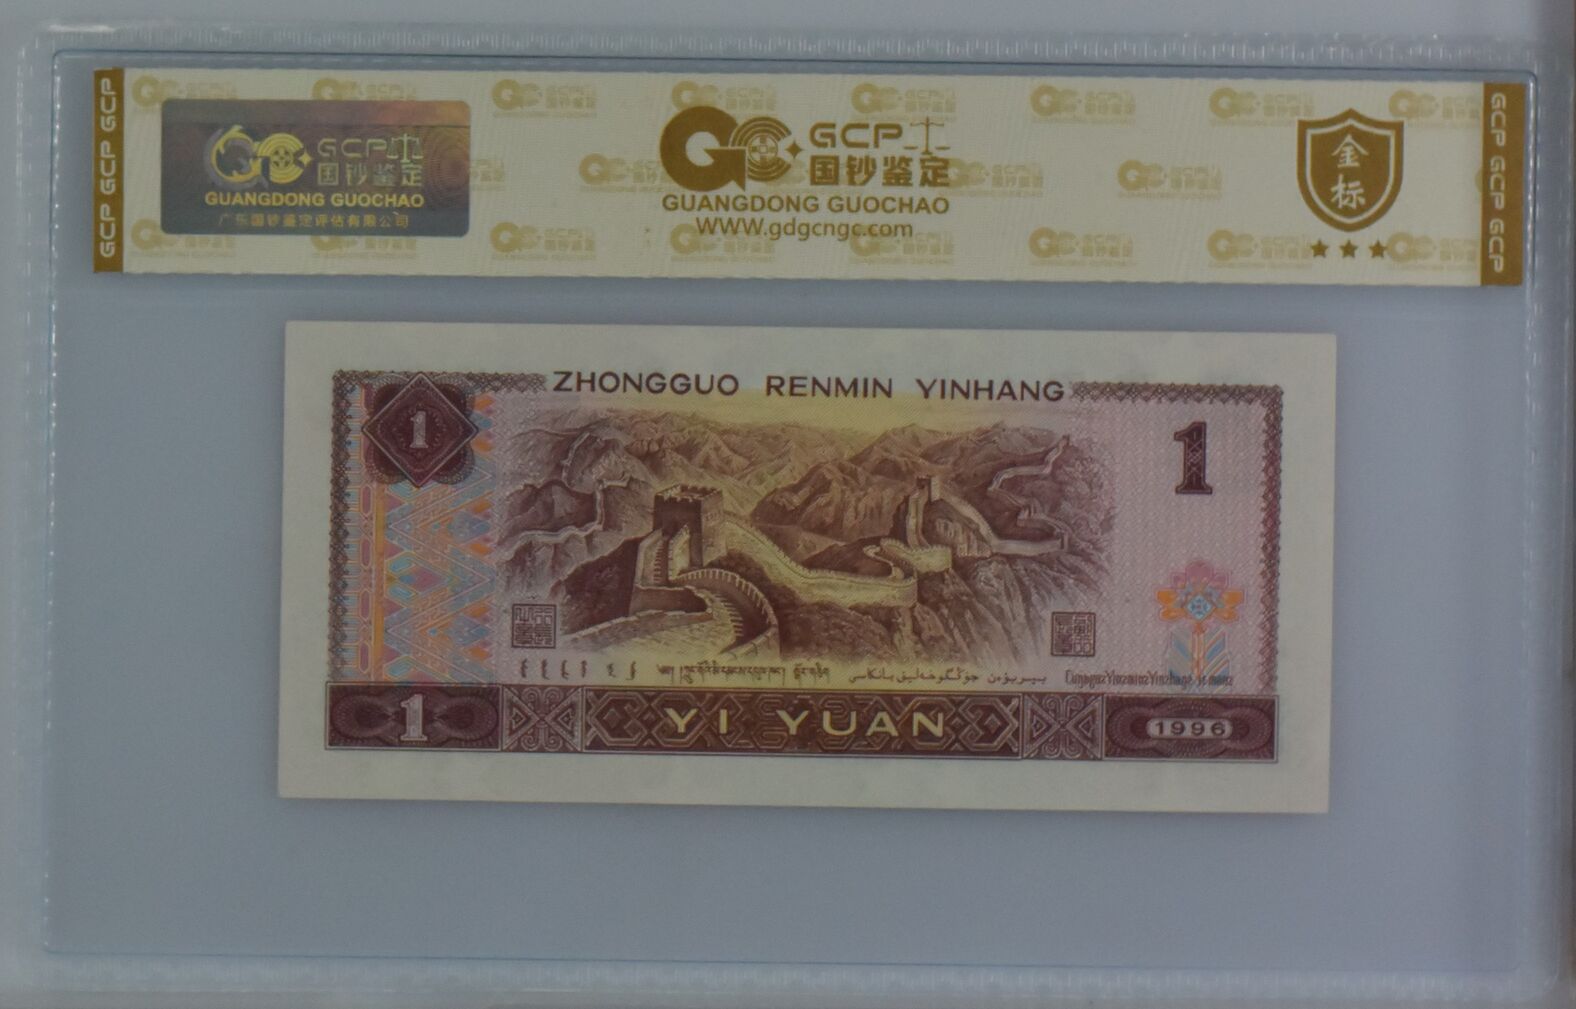 GCP GCP GCP
GCP
国钞鉴定
GUANGDONG GUOCHAO
广东国钞鉴定评估有限公司
GCP
国钞鉴定
GUANGDONG GUOCHAO
WWW.gdgcngc.com
金标
GCP GCP GCP
ZHONGGUO RENMIN YINHANG
1
1
1
YI YUAN
1996